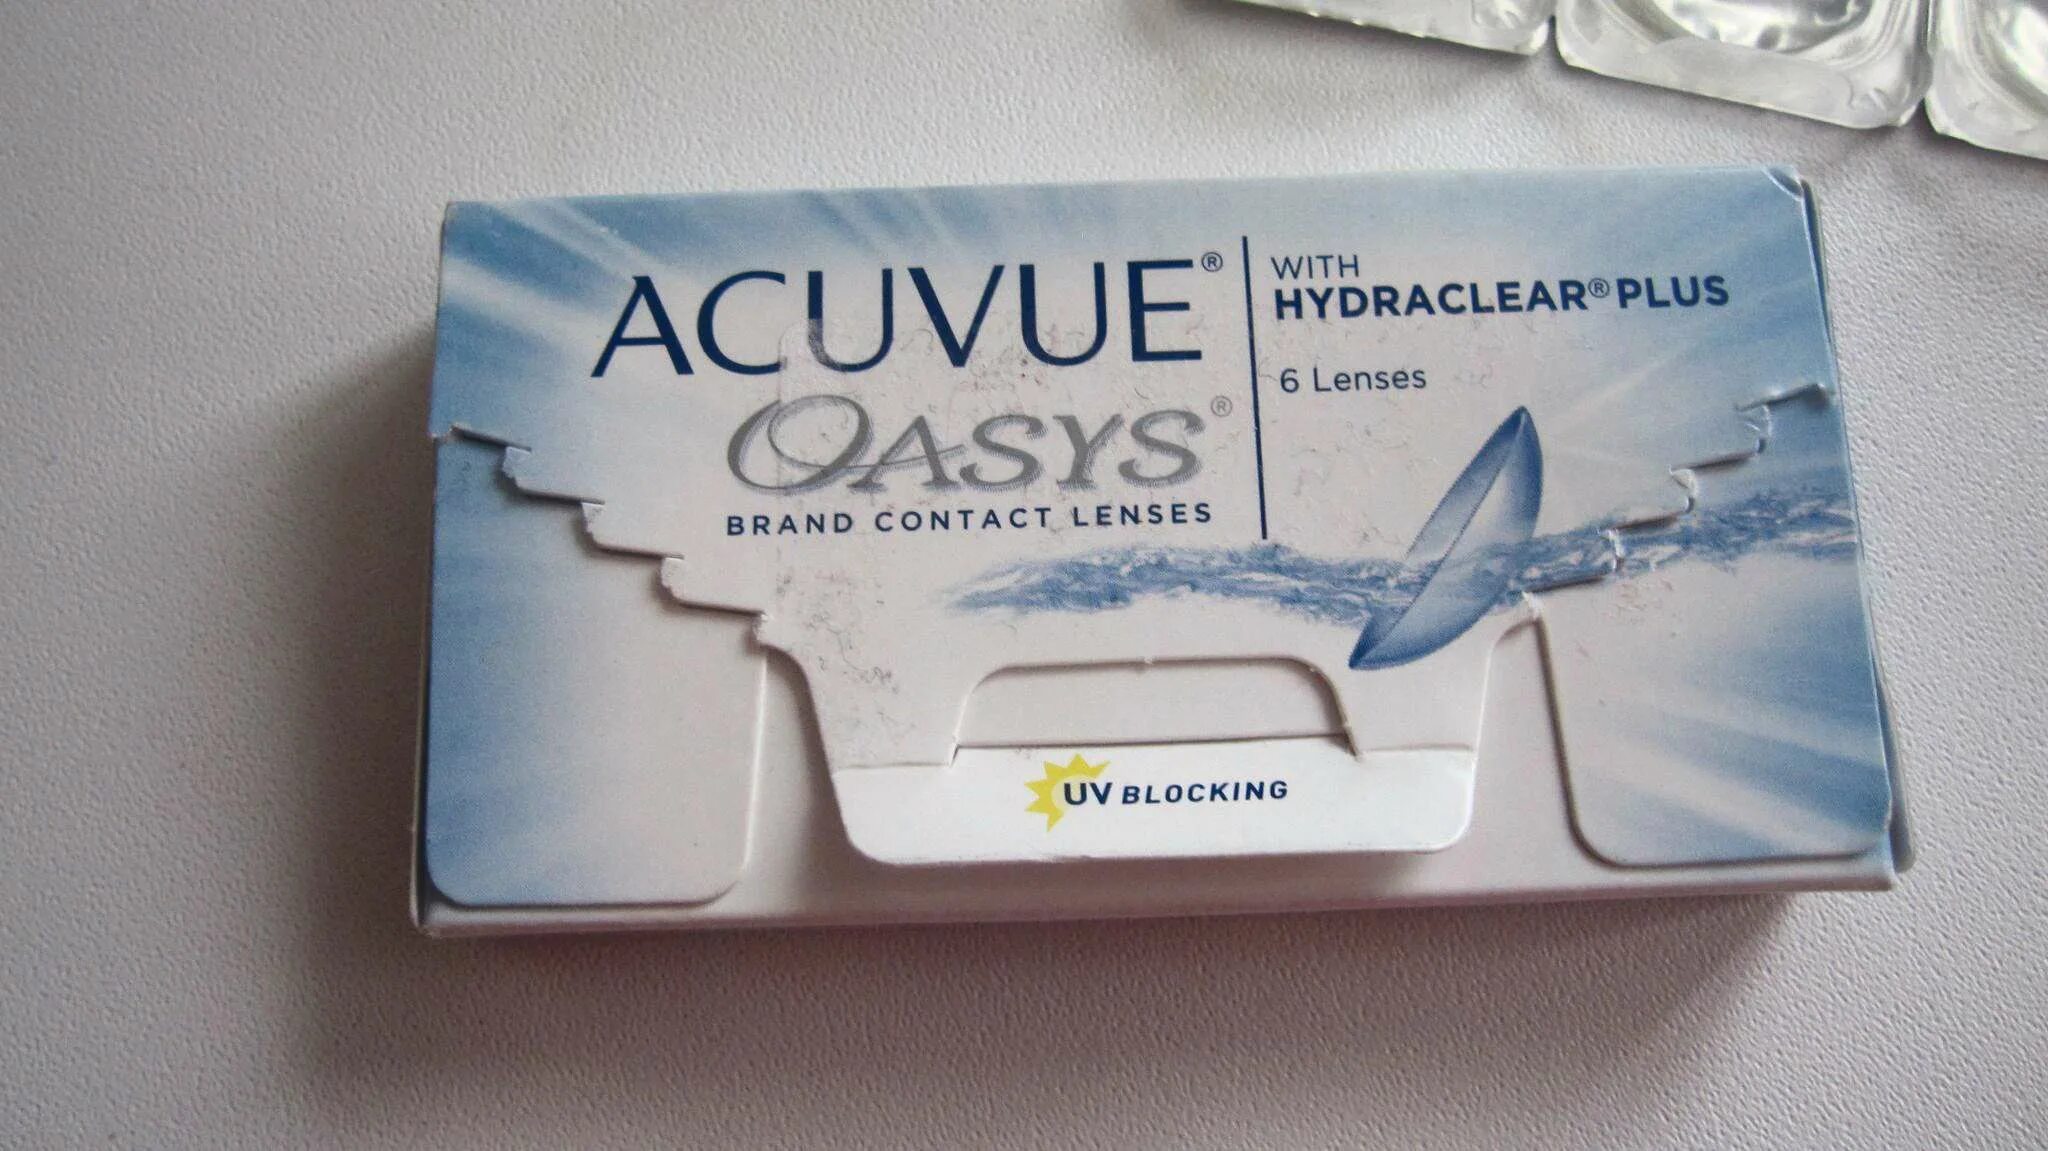 ACUVUE®
OASYS®
BRAND CONTACT LENSES
WITH
HYDRACLEAR® PLUS
6 Lenses
UV BLOCKING